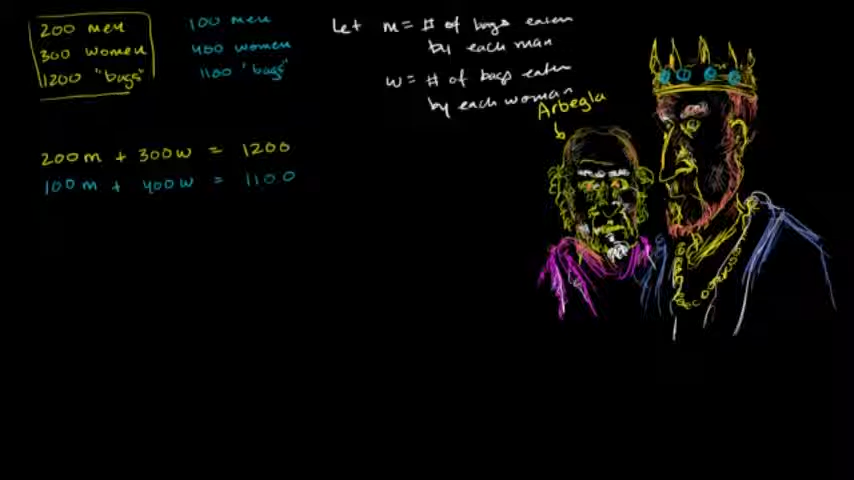 200 men
300 women
1200 "bags"
100 men
400 women
1100 "bags"
Let m = # of bags eaten
by each man
w = # of bags eaten
by each woman
Arbegla
200m + 300w = 1200
100m + 400w = 1100